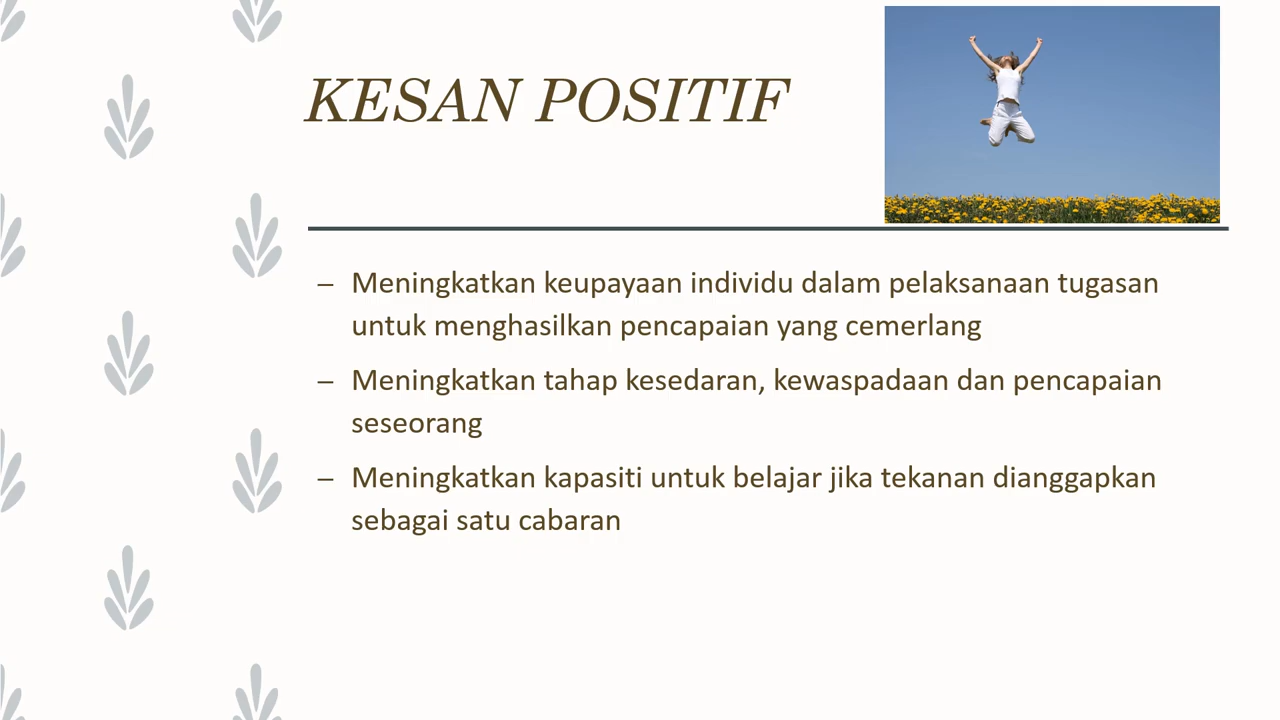 KESAN POSITIF
– Meningkatkan keupayaan individu dalam pelaksanaan tugasan
untuk menghasilkan pencapaian yang cemerlang
– Meningkatkan tahap kesedaran, kewaspadaan dan pencapaian
seseorang
– Meningkatkan kapasiti untuk belajar jika tekanan dianggapkan
sebagai satu cabaran